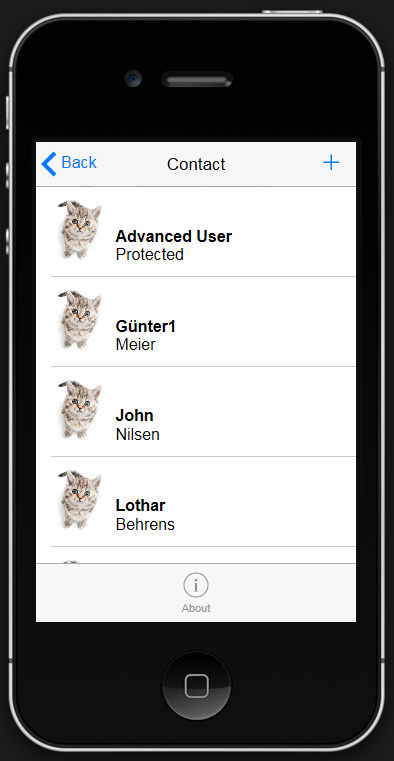 Back
Contact
Advanced User
Protected
Günter1
Meier
John
Nilsen
Lothar
Behrens
About